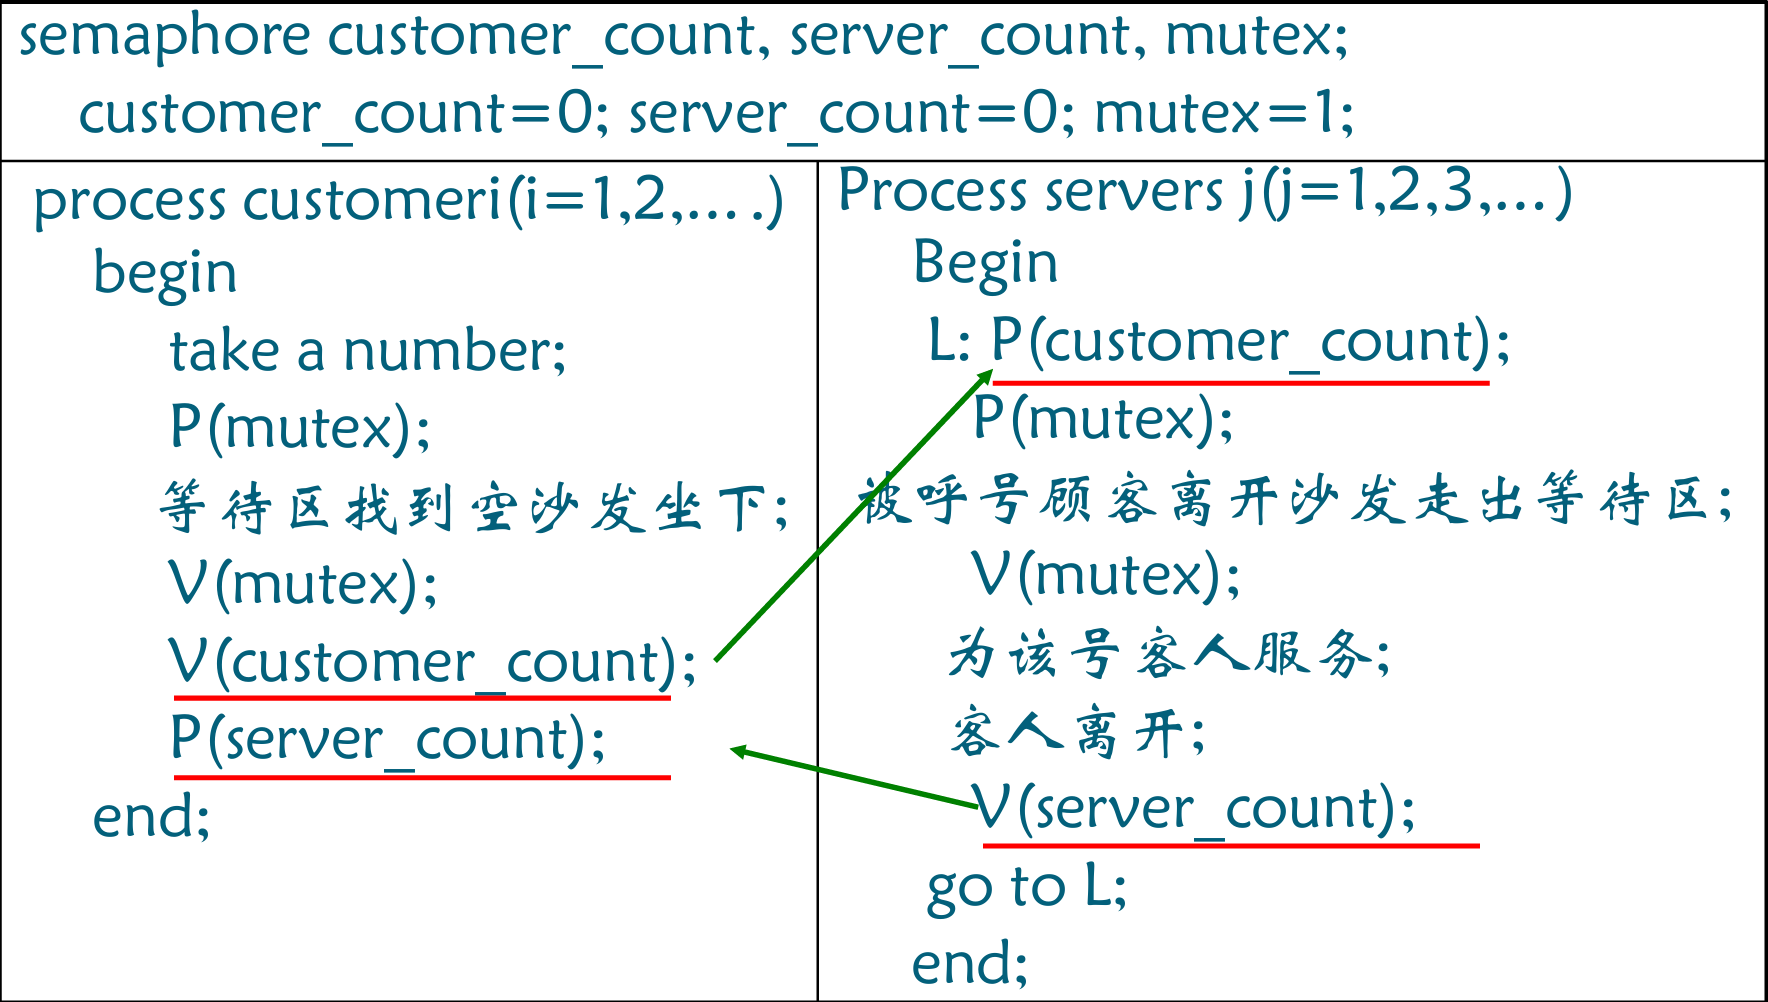 semaphore customer_count, server_count, mutex;
customer_count=0; server_count=0; mutex=1;
process customeri(i=1,2,....)
begin
take a number;
P(mutex);
等待区找到空沙发坐下;
V(mutex);
V(customer_count);
P(server_count);
end;
Process servers j(j=1,2,3,...)
Begin
L: P(customer_count);
P(mutex);
被呼号顾客离开沙发走出等待区;
V(mutex);
为该号客人服务;
客人离开;
V(server_count);
go to L;
end;